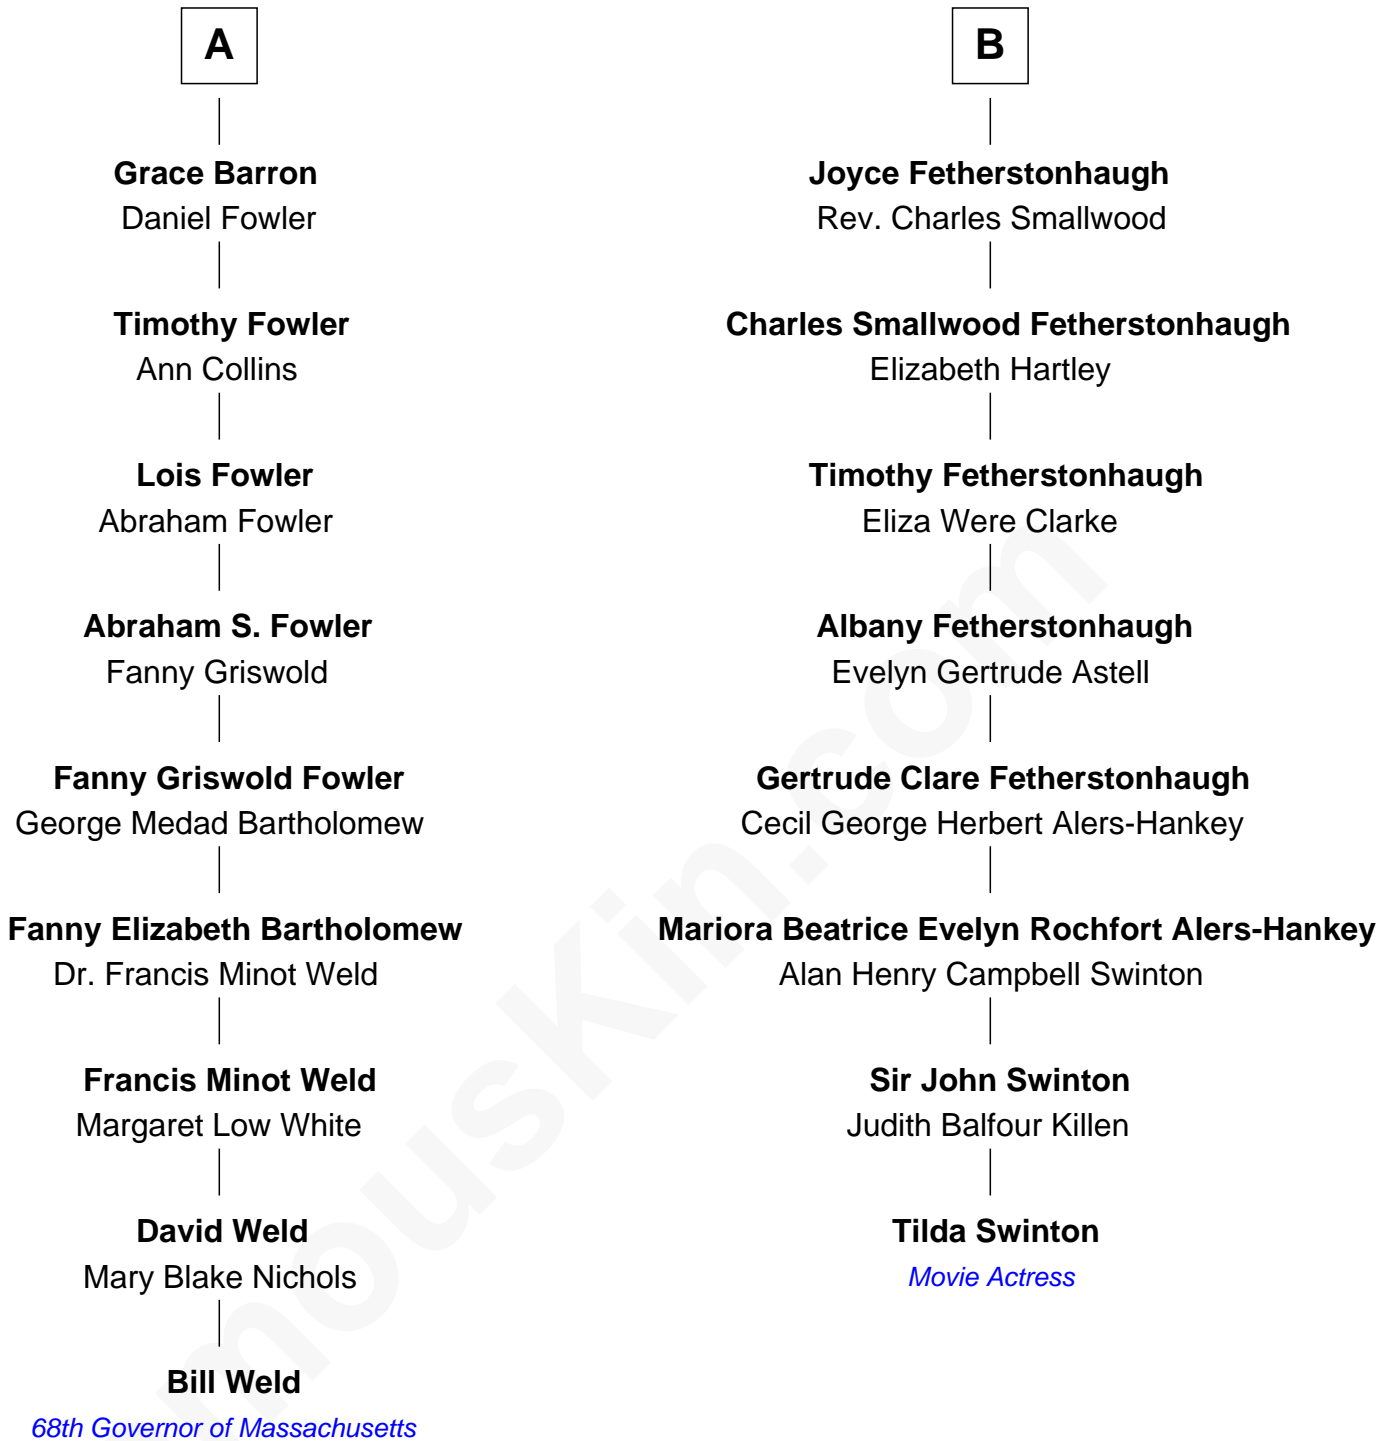 A
Grace Barron
Daniel Fowler
Timothy Fowler
Ann Collins
Lois Fowler
Abraham Fowler
Abraham S. Fowler
Fanny Griswold
Fanny Griswold Fowler
George Medad Bartholomew
Fanny Elizabeth Bartholomew
Dr. Francis Minot Weld
Francis Minot Weld
Margaret Low White
David Weld
Mary Blake Nichols
Bill Weld
68th Governor of Massachusetts
B
Joyce Fetherstonhaugh
Rev. Charles Smallwood
Charles Smallwood Fetherstonhaugh
Elizabeth Hartley
Timothy Fetherstonhaugh
Eliza Were Clarke
Albany Fetherstonhaugh
Evelyn Gertrude Astell
Gertrude Clare Fetherstonhaugh
Cecil George Herbert Alers-Hankey
Mariora Beatrice Evelyn Rochfort Alers-Hankey
Alan Henry Campbell Swinton
Sir John Swinton
Judith Balfour Killen
Tilda Swinton
Movie Actress
mousKin.com